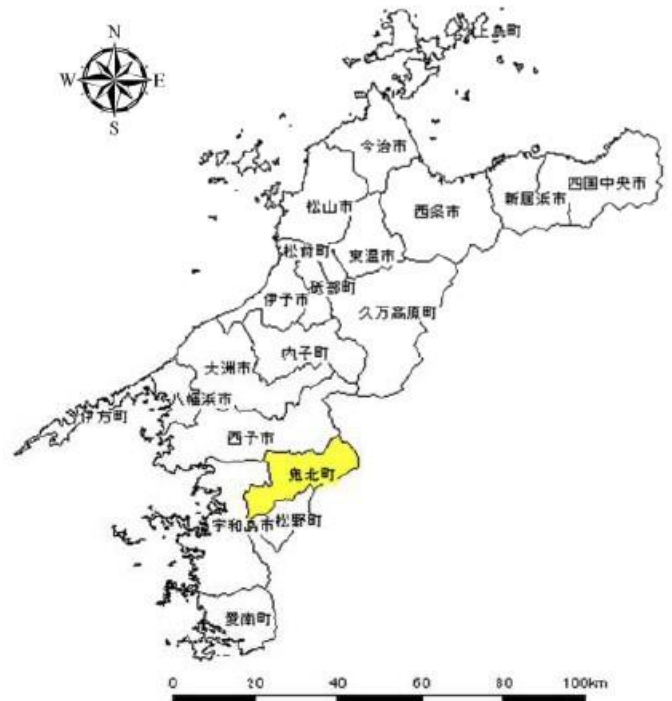 N
上島町
W
E
S
今治市
四国中央市
新居浜市
西条市
松山市
松前町
東温市
砥部町
伊予市
久万高原町
内子町
大洲市
八幡浜市
伊方町
西予市
鬼北町
宇和島市
松野町
愛南町
0 20 40 60 80 100km